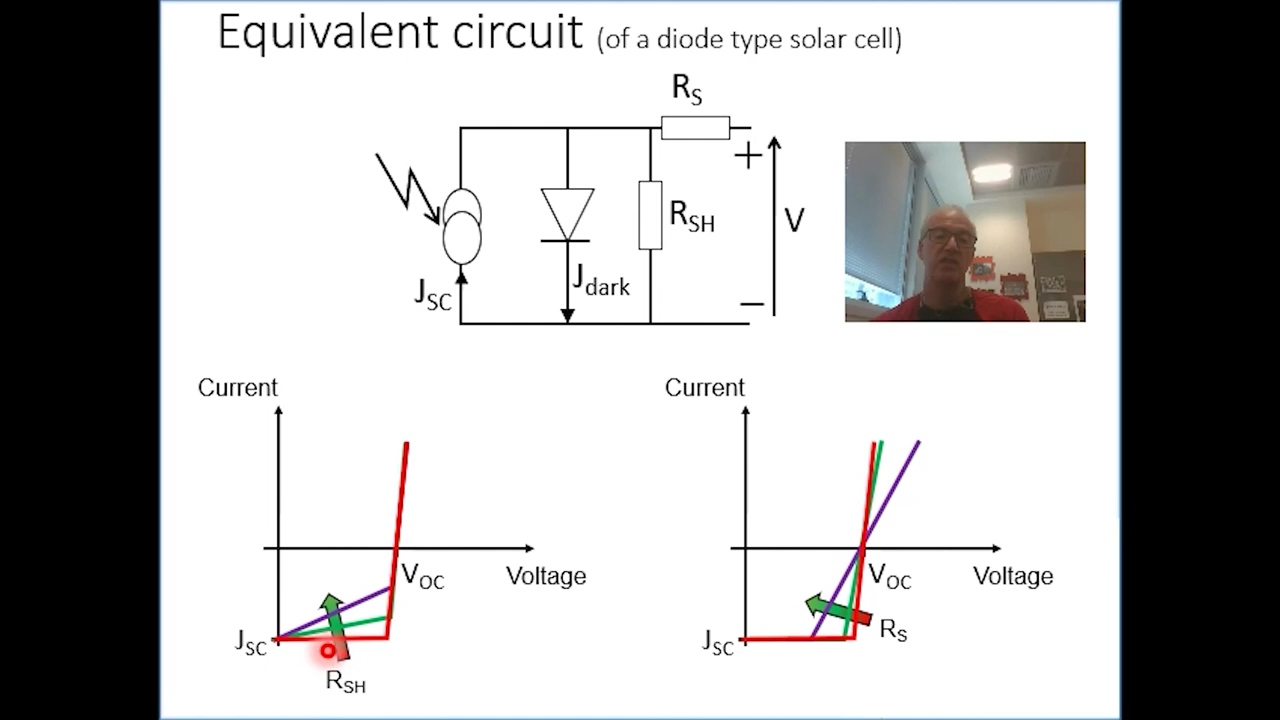 Equivalent circuit (of a diode type solar cell)
R_S
+
R_SH
V
J_dark
J_SC
−
Current
Current
V_OC
Voltage
V_OC
Voltage
J_SC
R_SH
R_S
J_SC